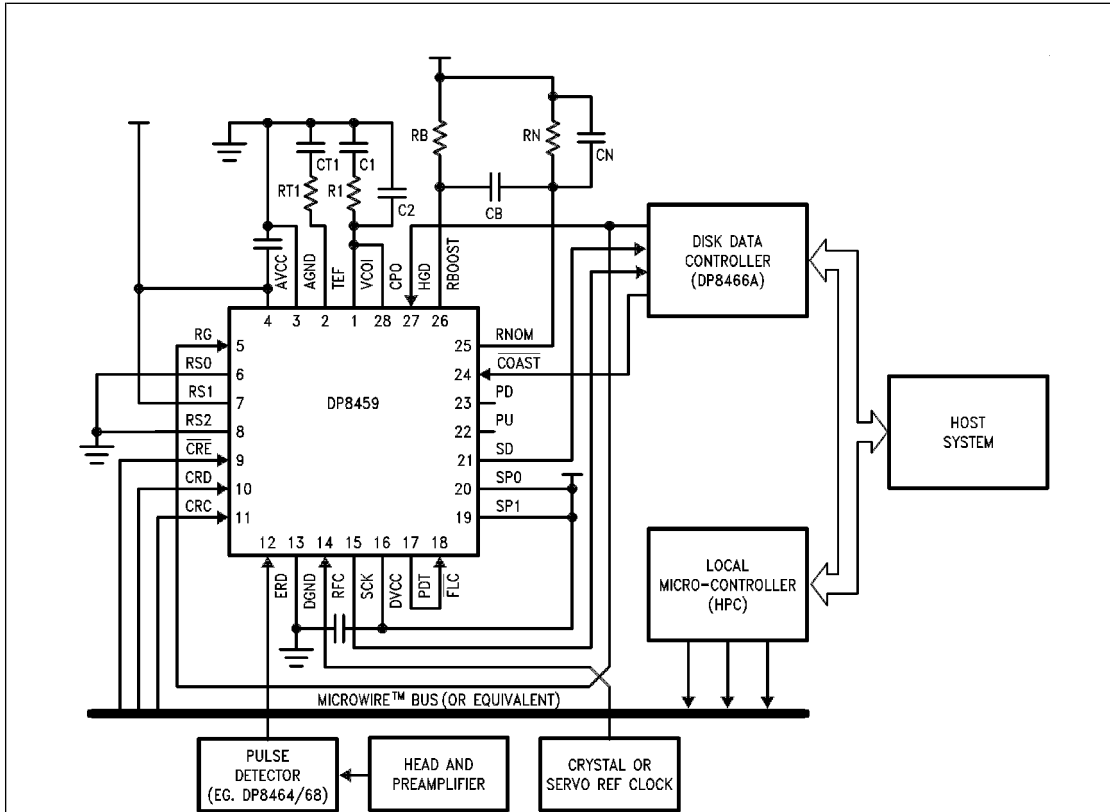 RB
RN
CN
CT1
C1
RT1
R1
C2
CB
AVCC
AGND
TEF
VCOI
CPO
HGD
RBOOST
4
3
2
1
28
27
26
DISK DATA
CONTROLLER
(DP8466A)
RG
5
RS0
6
RS1
7
RS2
8
CRE
9
CRD
10
CRC
11
DP8459
25
RNOM
24
COAST
23
PD
22
PU
21
SD
20
SP0
19
SP1
HOST
SYSTEM
12
13
14
15
16
17
18
ERD
DGND
RFC
SCK
DVCC
PDT
FLC
LOCAL
MICRO-CONTROLLER
(HPC)
MICROWIRE™ BUS (OR EQUIVALENT)
PULSE
DETECTOR
(EG. DP8464/68)
HEAD AND
PREAMPLIFIER
CRYSTAL OR
SERVO REF CLOCK